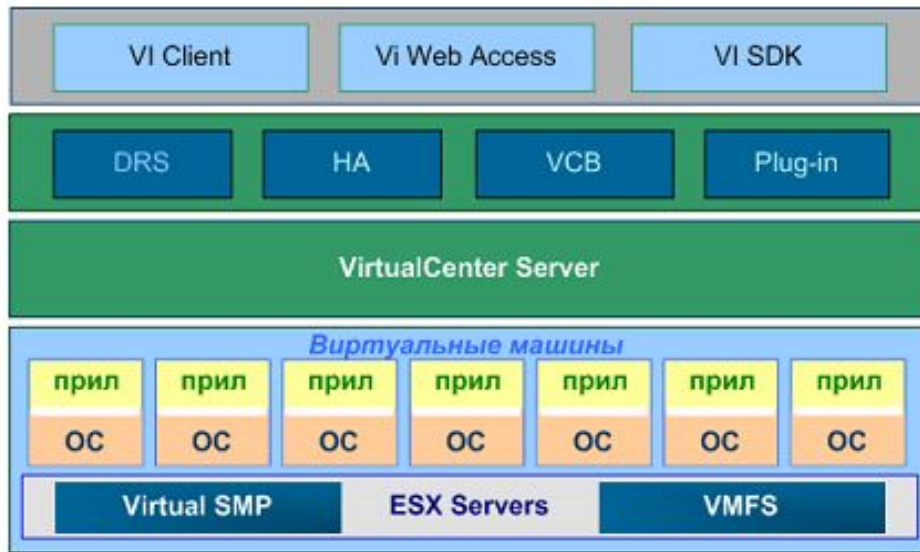 VI Client Vi Web Access VI SDK
DRS HA VCB Plug-in
VirtualCenter Server
Виртуальные машины
прил прил прил прил прил прил прил
ОС ОС ОС ОС ОС ОС ОС
Virtual SMP ESX Servers VMFS